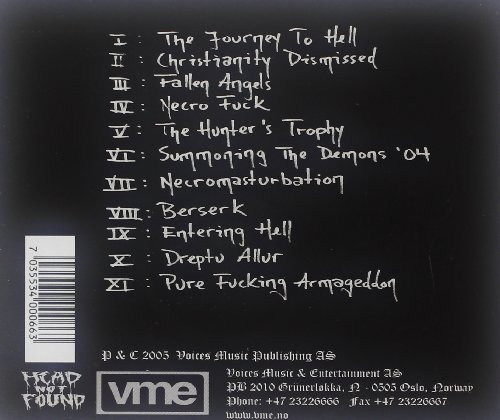 I : The Journey To Hell
II : Christianity Dismissed
III : Fallen Angels
IV : Necro Fuck
V : The Hunter's Trophy
VI : Summoning The Demons '04
VII : Necromasturbation
VIII : Berserk
IX : Entering Hell
X : Dreptu Allur
XI : Pure Fucking Armageddon
7 035534 000663
P & C 2005 Voices Music Publishing AS
HEAD NOT FOUND
vme
Voices Music & Entertainment AS
PB 2010 Grünerløkka, N - 0505 Oslo, Norway
Phone: +47 23226666 Fax +47 23226667
www.vme.no